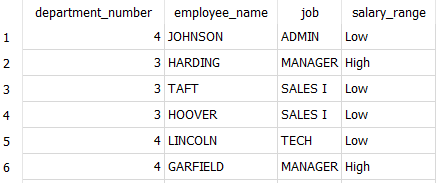 department_number employee_name job salary_range
1 4 JOHNSON ADMIN Low
2 3 HARDING MANAGER High
3 3 TAFT SALES I Low
4 3 HOOVER SALES I Low
5 4 LINCOLN TECH Low
6 4 GARFIELD MANAGER High